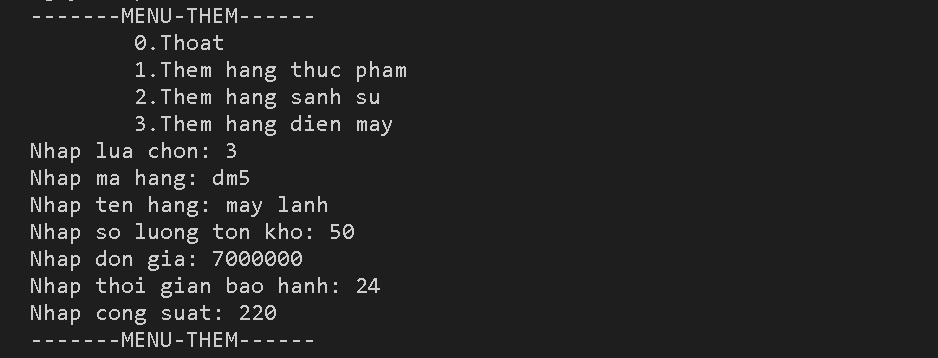 -------MENU-THEM------
0.Thoat
1.Them hang thuc pham
2.Them hang sanh su
3.Them hang dien may
Nhap lua chon: 3
Nhap ma hang: dm5
Nhap ten hang: may lanh
Nhap so luong ton kho: 50
Nhap don gia: 7000000
Nhap thoi gian bao hanh: 24
Nhap cong suat: 220
-------MENU-THEM------